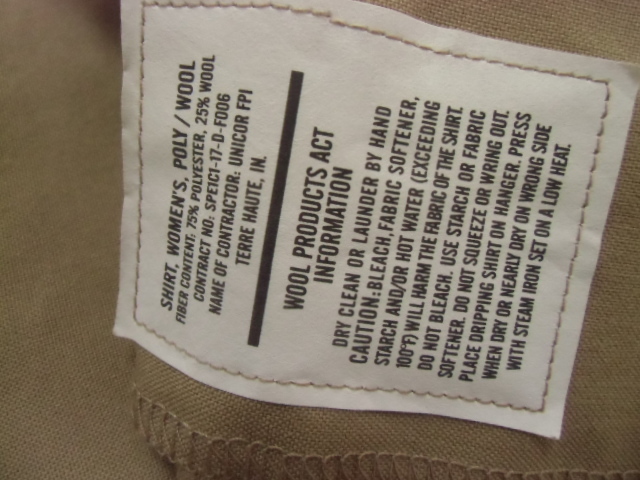 SHIRT, WOMEN'S, POLY / WOOL
FIBER CONTENT: 75% POLYESTER, 25% WOOL
CONTRACT NO: SPE1C1-17-D-F006
NAME OF CONTRACTOR: UNICOR FPI
TERRE HAUTE, IN.
WOOL PRODUCTS ACT
INFORMATION
DRY CLEAN OR LAUNDER BY HAND
CAUTION:BLEACH,FABRIC SOFTENER,
STARCH AND/OR HOT WATER (EXCEEDING
100°F) WILL HARM THE FABRIC OF THE SHIRT.
DO NOT BLEACH. USE STARCH OR FABRIC
SOFTENER. DO NOT SQUEEZE OR WRING OUT.
PLACE DRIPPING SHIRT ON HANGER. PRESS
WHEN DRY OR NEARLY DRY ON WRONG SIDE
WITH STEAM IRON SET ON A LOW HEAT.